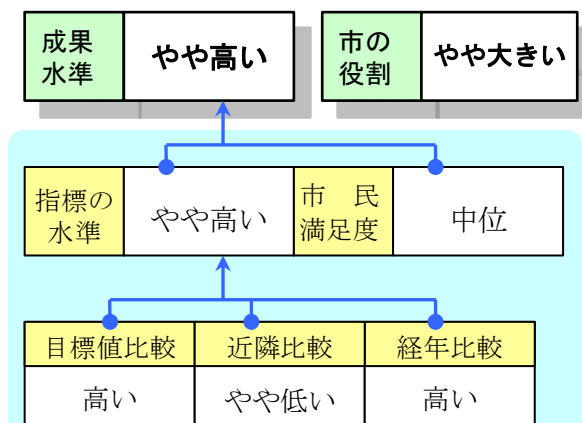 成果
水準
やや高い
市の
役割
やや大きい
指標の
水準
やや高い
市 民
満足度
中位
目標値比較 近隣比較 経年比較
高い やや低い 高い